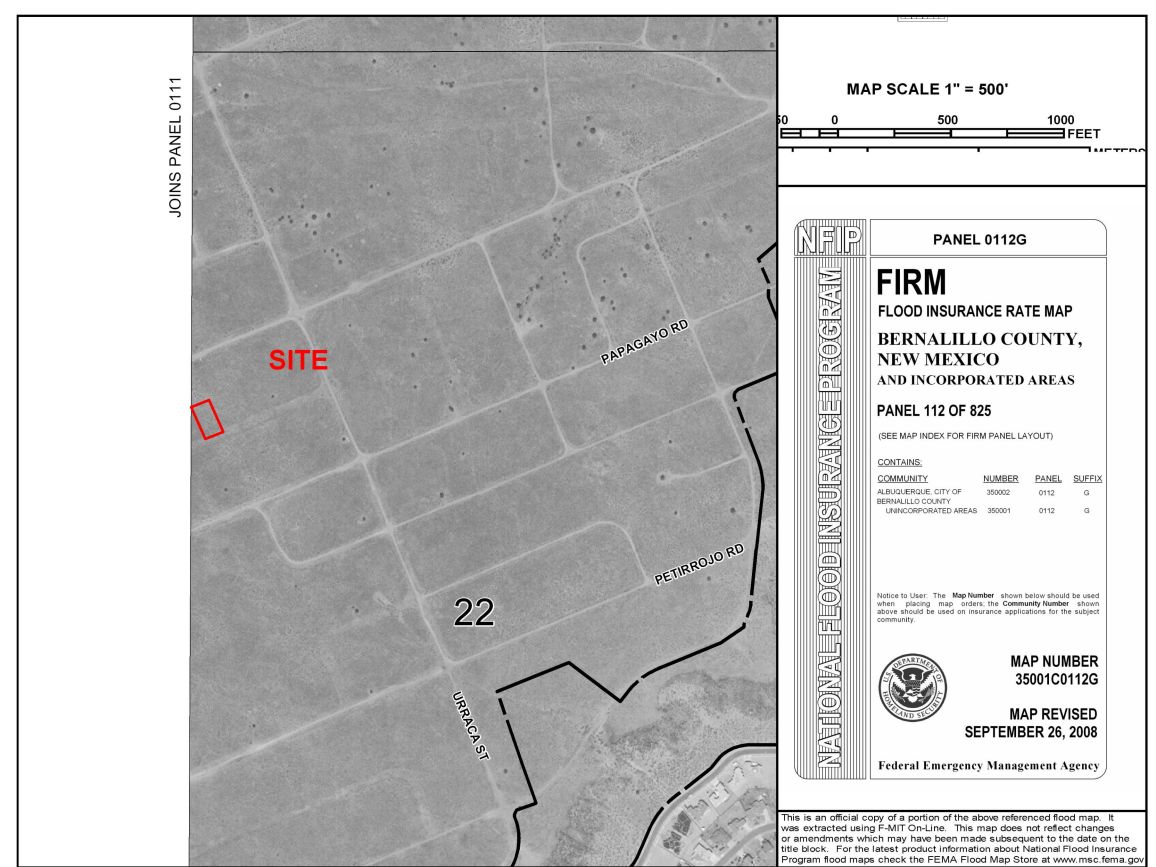 JOINS PANEL 0111
SITE
PAPAGAYO RD
PETIRROJO RD
22
URRACA ST
MAP SCALE 1" = 500'
0 500 1000
FEET
NFIP
NATIONAL FLOOD INSURANCE PROGRAM
PANEL 0112G
FIRM
FLOOD INSURANCE RATE MAP
BERNALILLO COUNTY,
NEW MEXICO
AND INCORPORATED AREAS
PANEL 112 OF 825
(SEE MAP INDEX FOR FIRM PANEL LAYOUT)
CONTAINS:
COMMUNITY NUMBER PANEL SUFFIX
ALBUQUERQUE, CITY OF 350002 0112 G
BERNALILLO COUNTY
UNINCORPORATED AREAS 350001 0112 G
Notice to User: The Map Number shown below should be used
when placing map orders; the Community Number shown
above should be used on insurance applications for the subject
community.
U.S. DEPARTMENT OF
HOMELAND SECURITY
MAP NUMBER
35001C0112G
MAP REVISED
SEPTEMBER 26, 2008
Federal Emergency Management Agency
This is an official copy of a portion of the above referenced flood map. It
was extracted using F-MIT On-Line. This map does not reflect changes
or amendments which may have been made subsequent to the date on the
title block. For the latest product information about National Flood Insurance
Program flood maps check the FEMA Flood Map Store at www.msc.fema.gov